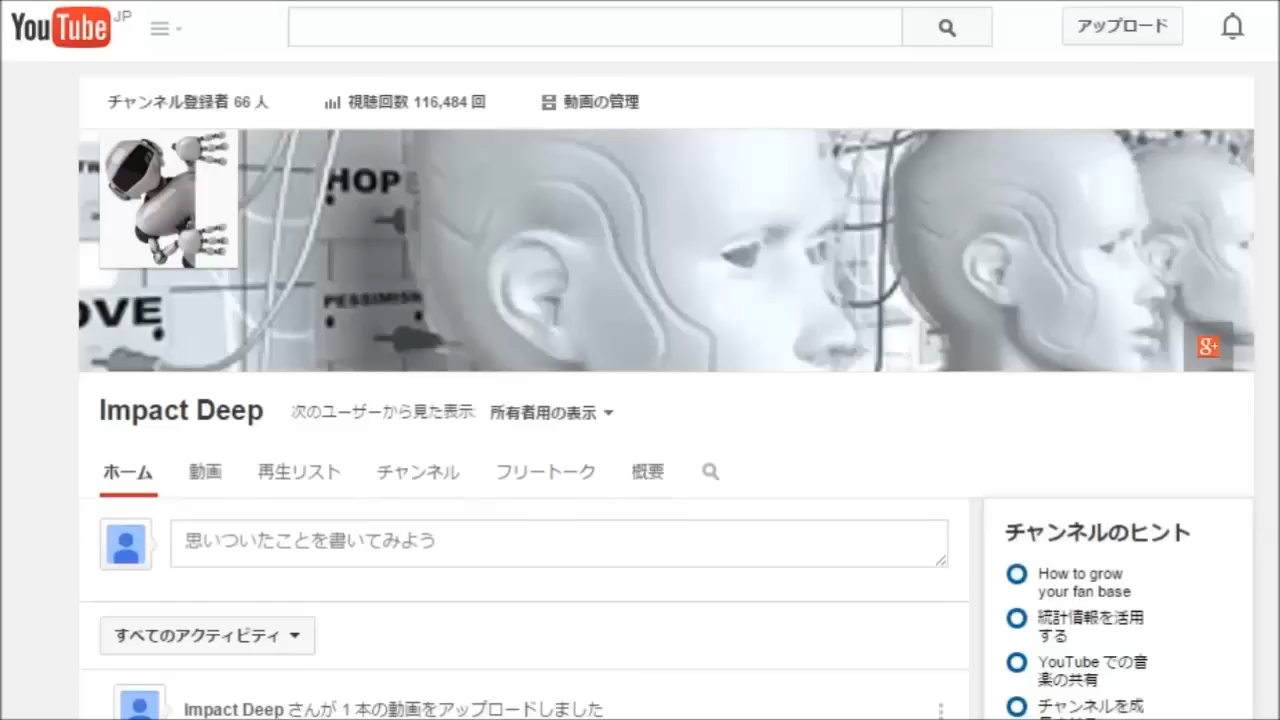 YouTube JP
アップロード
チャンネル登録者 66 人
視聴回数 116,484 回
動画の管理
HOPE
OVE
PESSIMISM
g+
Impact Deep
次のユーザーから見た表示
所有者用の表示
ホーム
動画
再生リスト
チャンネル
フリートーク
概要
思いついたことを書いてみよう
すべてのアクティビティ
Impact Deep さんが 1 本の動画をアップロードしました
チャンネルのヒント
How to grow
your fan base
統計情報を活用
する
YouTube での音
楽の共有
チャンネルを成